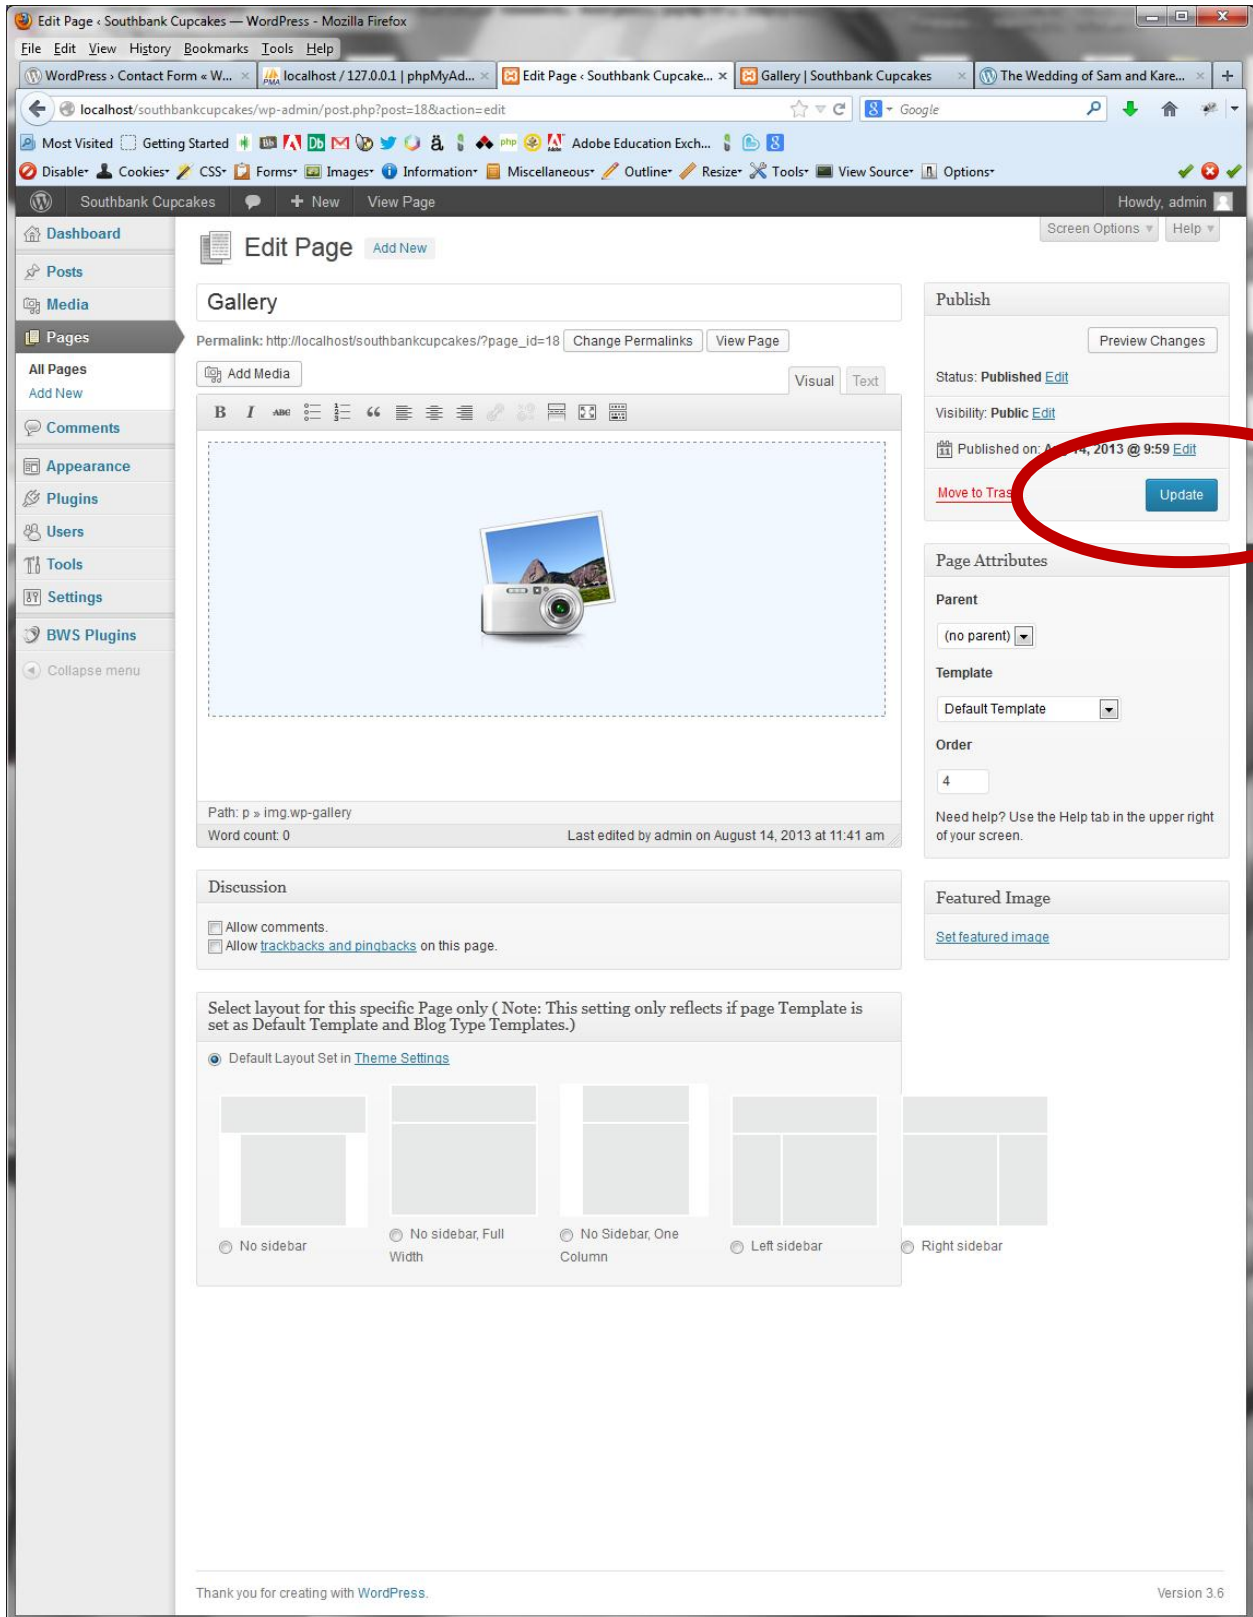 Edit Page ‹ Southbank Cupcakes — WordPress - Mozilla Firefox
File Edit View History Bookmarks Tools Help
WordPress › Contact Form « W... localhost / 127.0.0.1 | phpMyAd... Edit Page ‹ Southbank Cupcake... Gallery | Southbank Cupcakes The Wedding of Sam and Kare...
localhost/southbankcupcakes/wp-admin/post.php?post=18&action=edit Google
Most Visited Getting Started Adobe Education Exch...
Disable Cookies CSS Forms Images Information Miscellaneous Outline Resize Tools View Source Options
Southbank Cupcakes + New View Page Howdy, admin
Screen Options Help
Dashboard
Posts
Media
Pages
All Pages
Add New
Comments
Appearance
Plugins
Users
Tools
Settings
BWS Plugins
Collapse menu
Edit Page Add New
Gallery
Permalink: http://localhost/southbankcupcakes/?page_id=18 Change Permalinks View Page
Add Media
Visual Text
B I ABC
Path: p » img.wp-gallery
Word count: 0 Last edited by admin on August 14, 2013 at 11:41 am
Discussion
Allow comments.
Allow trackbacks and pingbacks on this page.
Select layout for this specific Page only ( Note: This setting only reflects if page Template is
set as Default Template and Blog Type Templates.)
Default Layout Set in Theme Settings
No sidebar
No sidebar, Full
Width
No Sidebar, One
Column
Left sidebar
Right sidebar
Publish
Preview Changes
Status: Published Edit
Visibility: Public Edit
Published on: 14, 2013 @ 9:59 Edit
Move to Tras
Update
Page Attributes
Parent
(no parent)
Template
Default Template
Order
4
Need help? Use the Help tab in the upper right
of your screen.
Featured Image
Set featured image
Thank you for creating with WordPress.
Version 3.6